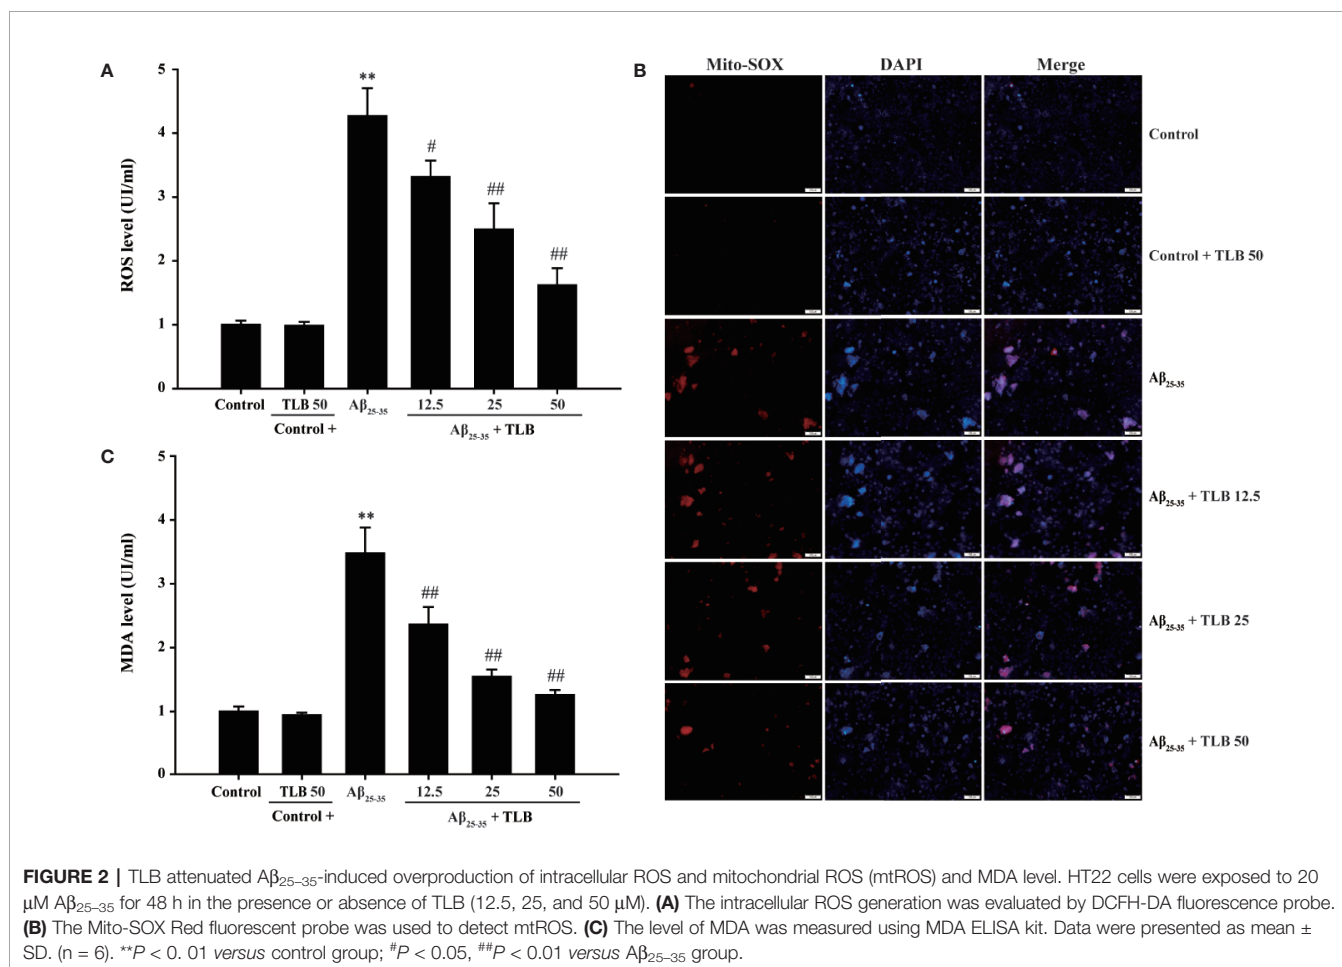 A
5
4
3
2
1
0
ROS level (UI/ml)
**
#
##
##
Control
TLB 50
Aβ25-35
12.5
25
50
Control +
Aβ25-35 + TLB
B
Mito-SOX
DAPI
Merge
Control
Control + TLB 50
Aβ25-35
Aβ25-35 + TLB 12.5
Aβ25-35 + TLB 25
Aβ25-35 + TLB 50
C
5
4
3
2
1
0
MDA level (UI/ml)
**
##
##
##
Control
TLB 50
Aβ25-35
12.5
25
50
Control +
Aβ25-35 + TLB
FIGURE 2 | TLB attenuated Aβ25–35-induced overproduction of intracellular ROS and mitochondrial ROS (mtROS) and MDA level. HT22 cells were exposed to 20
μM Aβ25–35 for 48 h in the presence or absence of TLB (12.5, 25, and 50 μM). (A) The intracellular ROS generation was evaluated by DCFH-DA fluorescence probe.
(B) The Mito-SOX Red fluorescent probe was used to detect mtROS. (C) The level of MDA was measured using MDA ELISA kit. Data were presented as mean ±
SD. (n = 6). **P < 0. 01 versus control group; #P < 0.05, ##P < 0.01 versus Aβ25–35 group.